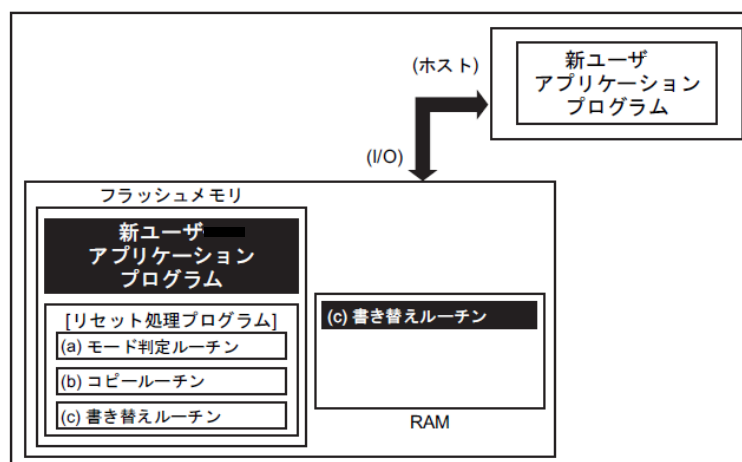 (ホスト)
新ユーザ
アプリケーション
プログラム
(I/O)
フラッシュメモリ
新ユーザ
アプリケーション
プログラム
[リセット処理プログラム]
(a) モード判定ルーチン
(b) コピールーチン
(c) 書き替えルーチン
(c) 書き替えルーチン
RAM